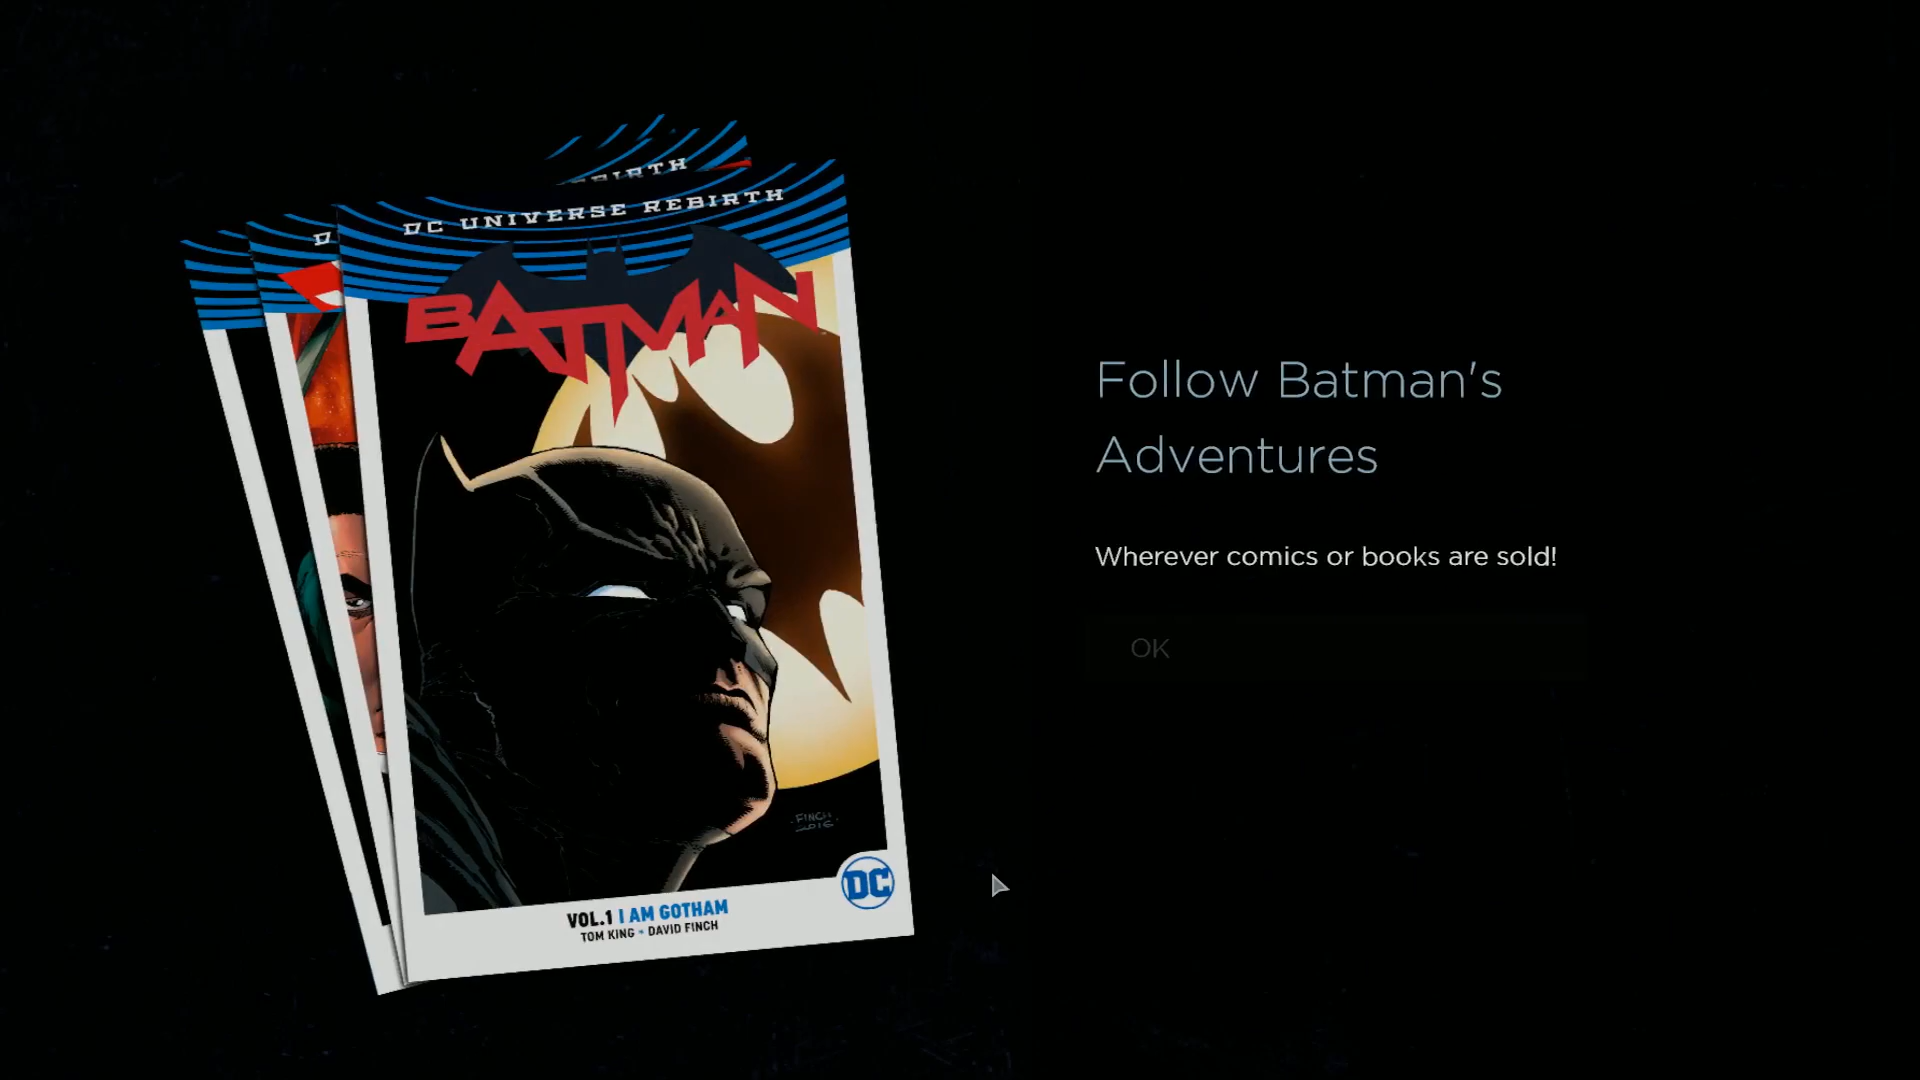 DC UNIVERSE REBIRTH
BATMAN
FINCH
2016
DC
VOL.1 I AM GOTHAM
TOM KING • DAVID FINCH
Follow Batman's
Adventures
Wherever comics or books are sold!
OK